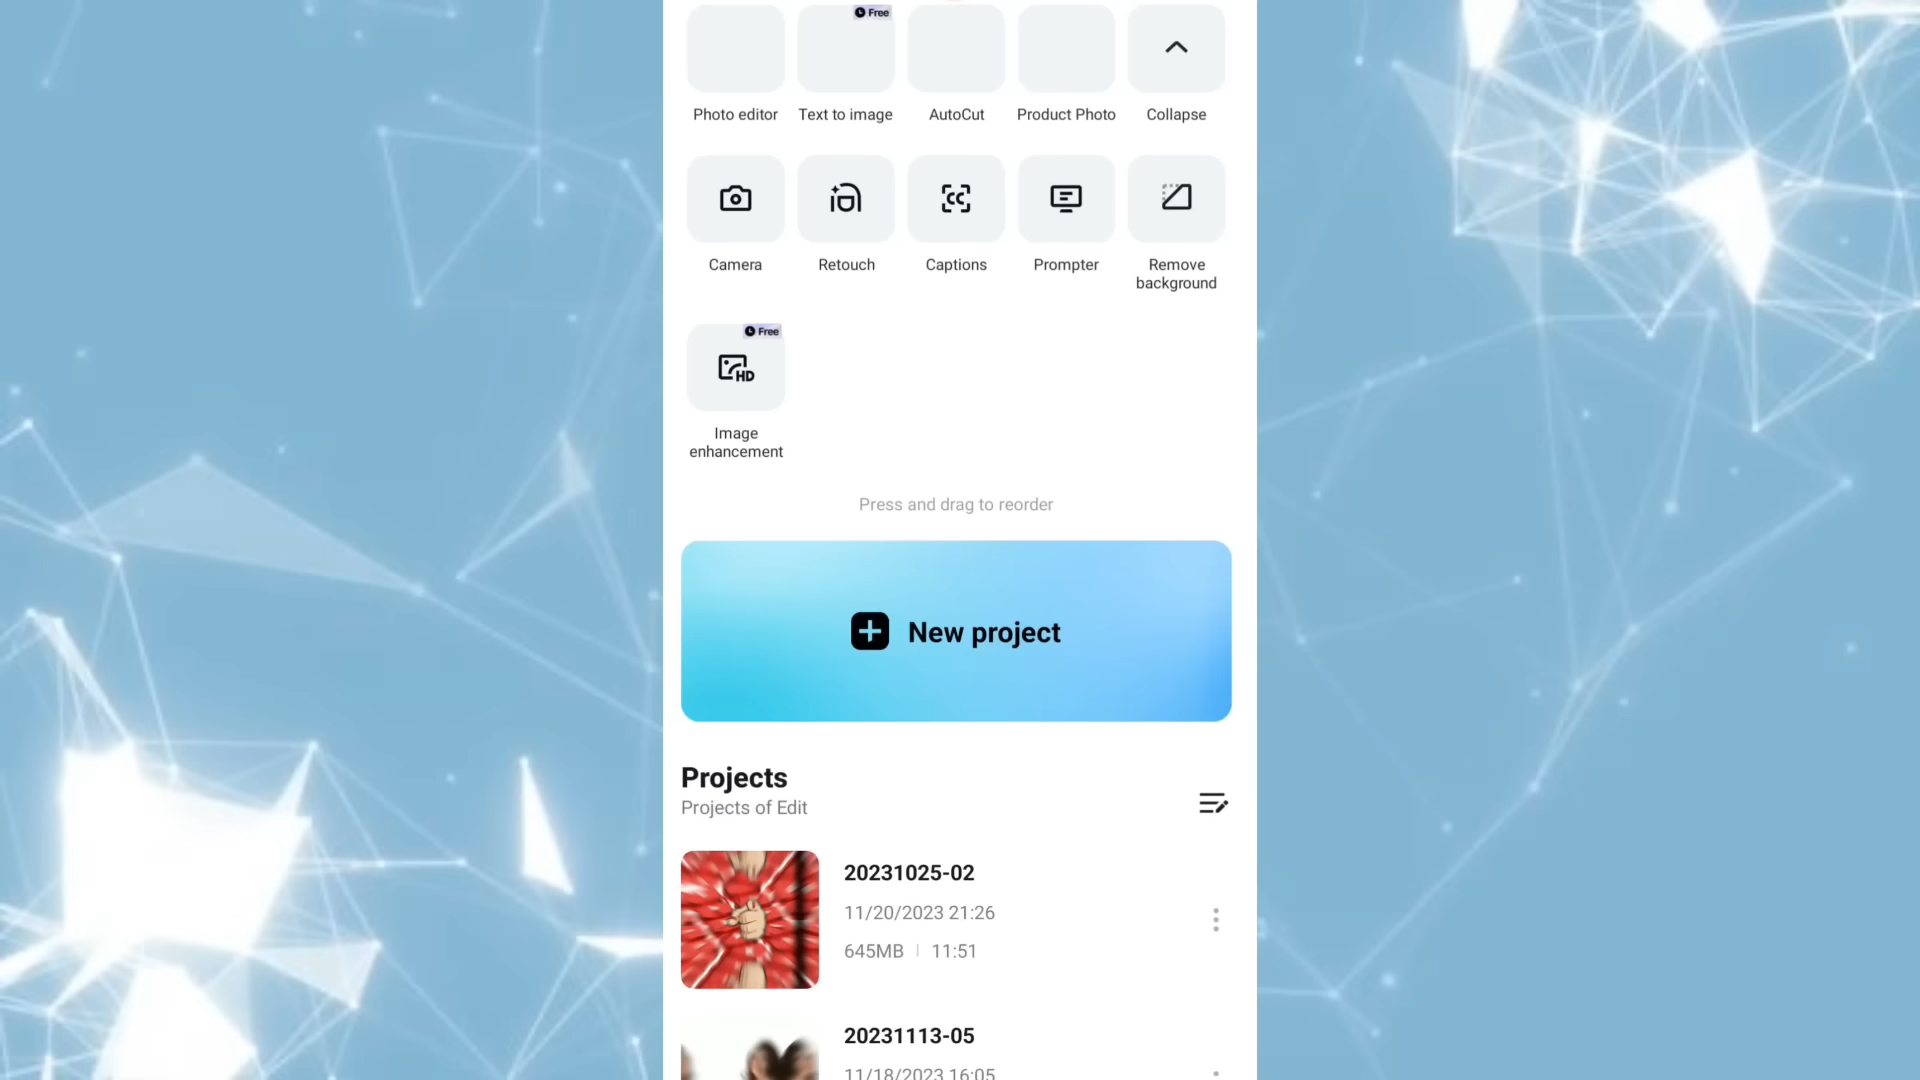 Free
Photo editor
Text to image
AutoCut
Product Photo
Collapse
CC
Camera
Retouch
Captions
Prompter
Remove
background
Free
HD
Image
enhancement
Press and drag to reorder
New project
Projects
Projects of Edit
20231025-02
11/20/2023 21:26
645MB | 11:51
20231113-05
11/18/2023 16:05